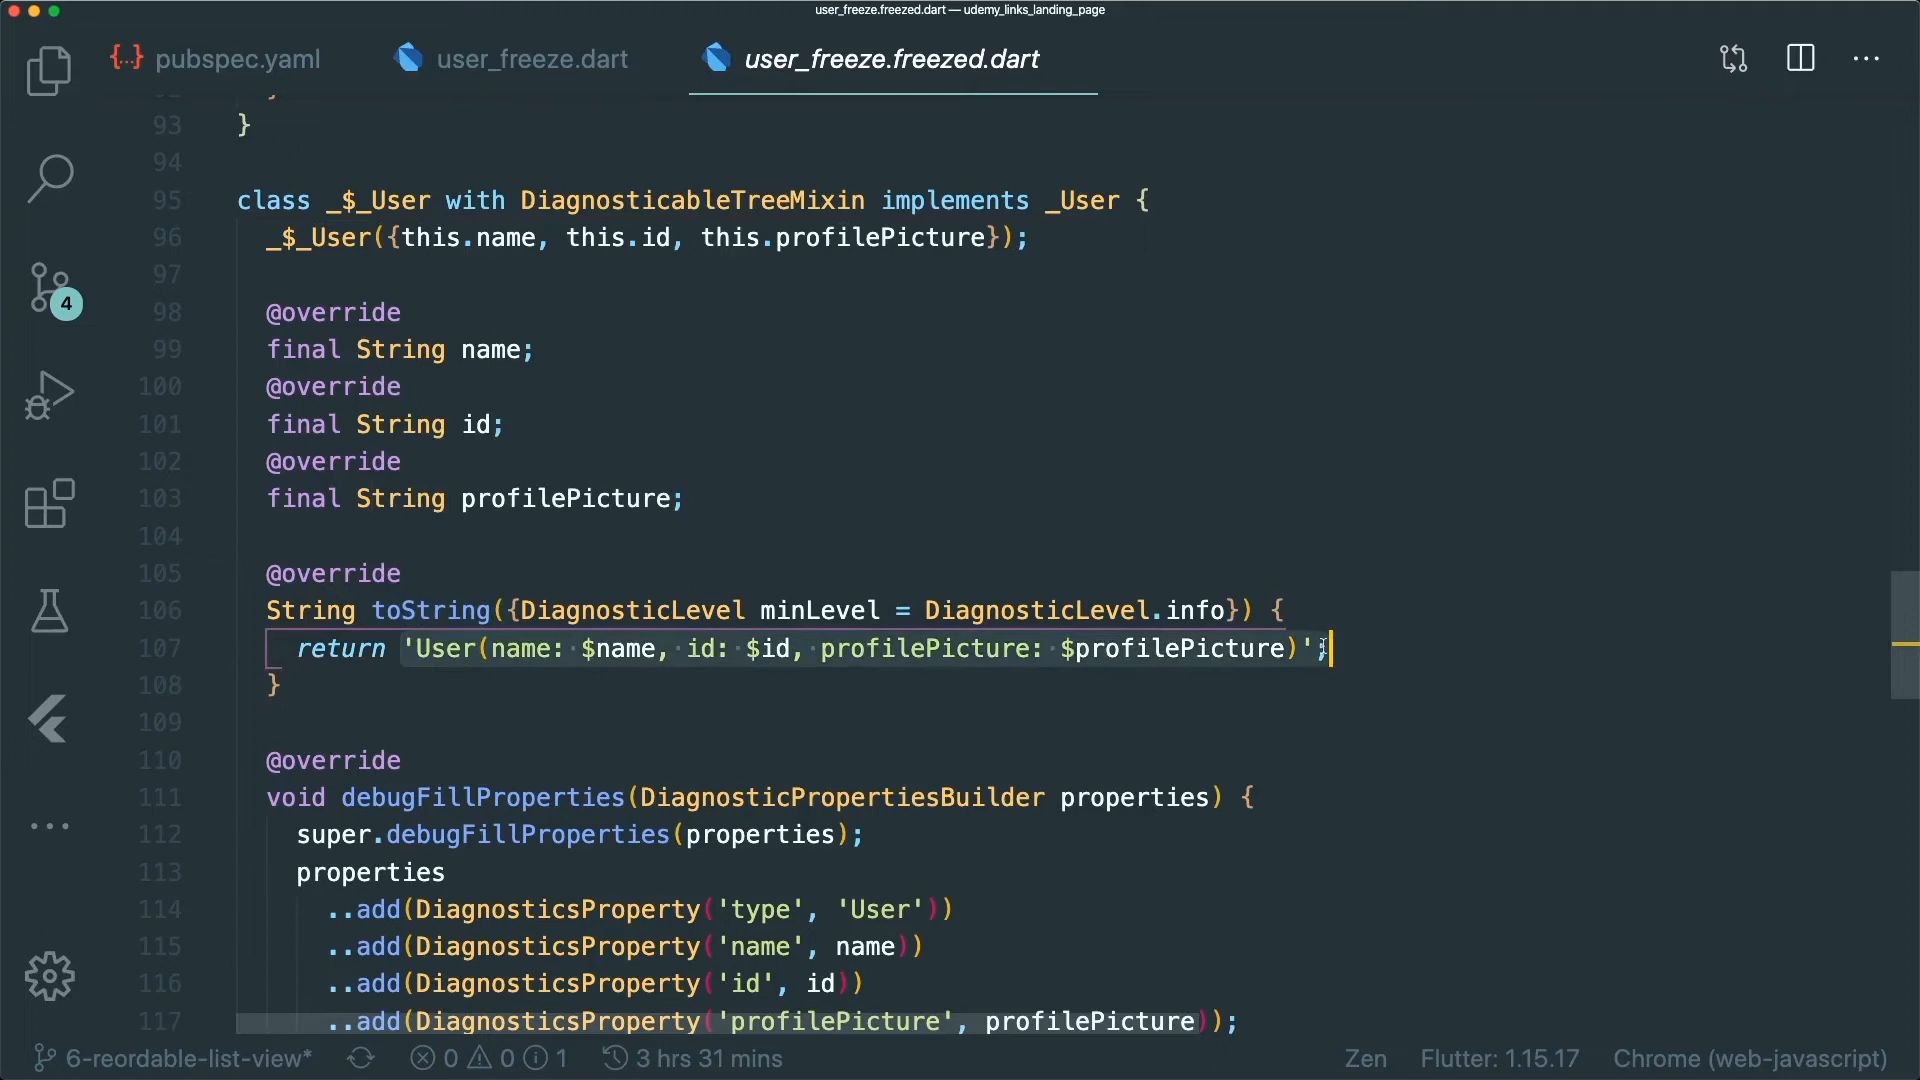 user_freeze.freezed.dart — udemy_links_landing_page
{...} pubspec.yaml user_freeze.dart user_freeze.freezed.dart ...
93 }
94
95 class _$_User with DiagnosticableTreeMixin implements _User {
96 _$_User({this.name, this.id, this.profilePicture});
97
4
98 @override
99 final String name;
100 @override
101 final String id;
102 @override
103 final String profilePicture;
104
105 @override
106 String toString({DiagnosticLevel minLevel = DiagnosticLevel.info}) {
107 return 'User(name: $name, id: $id, profilePicture: $profilePicture)';
108 }
109
110 @override
111 void debugFillProperties(DiagnosticPropertiesBuilder properties) {
112 super.debugFillProperties(properties);
113 properties
114 ..add(DiagnosticsProperty('type', 'User'))
115 ..add(DiagnosticsProperty('name', name))
116 ..add(DiagnosticsProperty('id', id))
117 ..add(DiagnosticsProperty('profilePicture', profilePicture));
6-reordable-list-view* 0 0 1 3 hrs 31 mins Zen Flutter: 1.15.17 Chrome (web-javascript)